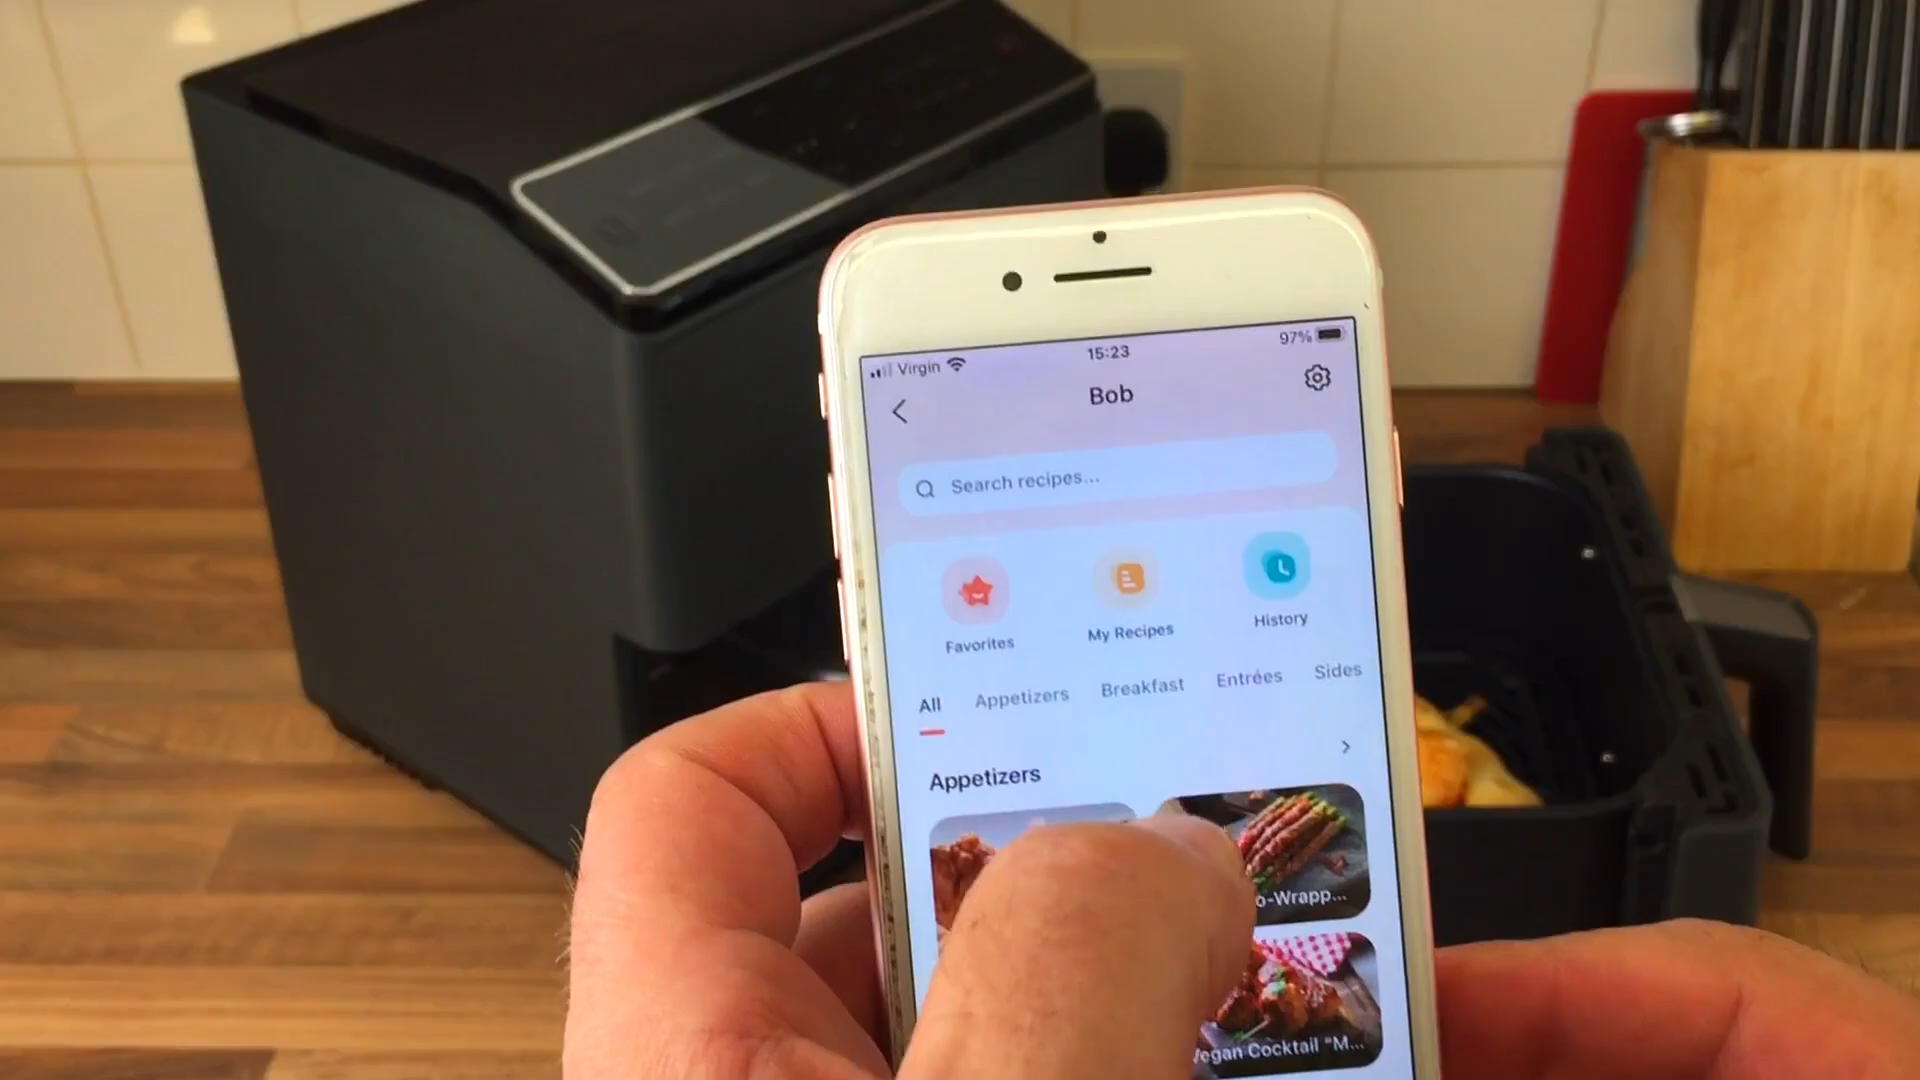 Virgin 15:23 97%
Bob
Search recipes...
Favorites My Recipes History
All Appetizers Breakfast Entrées Sides
Appetizers
o-Wrapp...
Vegan Cocktail "M...